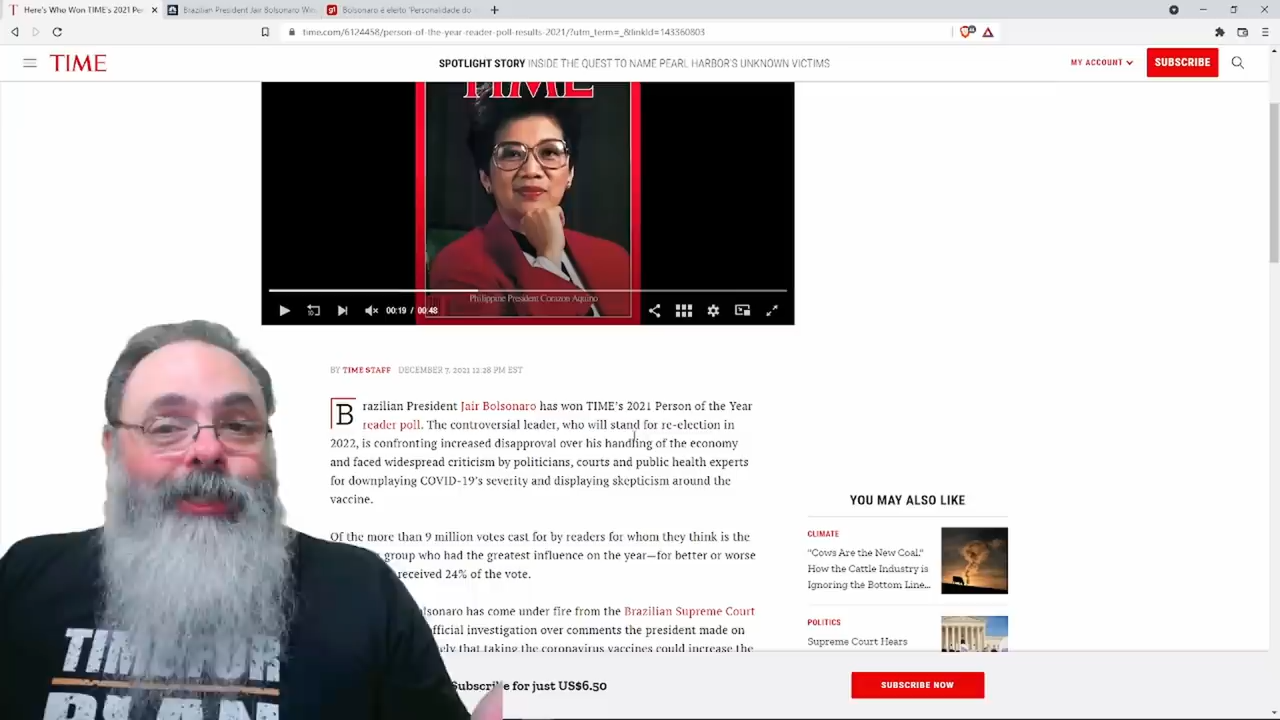 Here's Who Won TIME's 2021 Pe
Brazilian President Jair Bolsonaro Win
Bolsonaro é eleito "Personalidade do
time.com/6124458/person-of-the-year-reader-poll-results-2021/?utm_term=_&linkId=143360803
TIME
SPOTLIGHT STORY INSIDE THE QUEST TO NAME PEARL HARBOR'S UNKNOWN VICTIMS
MY ACCOUNT
SUBSCRIBE
TIME
Philippine President Corazon Aquino
00:19 / 00:48
BY TIME STAFF DECEMBER 7, 2021 12:28 PM EST
Brazilian President Jair Bolsonaro has won TIME's 2021 Person of the Year
reader poll. The controversial leader, who will stand for re-election in
2022, is confronting increased disapproval over his handling of the economy
and faced widespread criticism by politicians, courts and public health experts
for downplaying COVID-19's severity and displaying skepticism around the
vaccine.
Of the more than 9 million votes cast for by readers for whom they think is the
group who had the greatest influence on the year—for better or worse
received 24% of the vote.
has come under fire from the Brazilian Supreme Court
investigation over comments the president made on
that taking the coronavirus vaccines could increase the
YOU MAY ALSO LIKE
CLIMATE
"Cows Are the New Coal."
How the Cattle Industry is
Ignoring the Bottom Line...
POLITICS
Supreme Court Hears
Subscribe for just US$6.50
SUBSCRIBE NOW